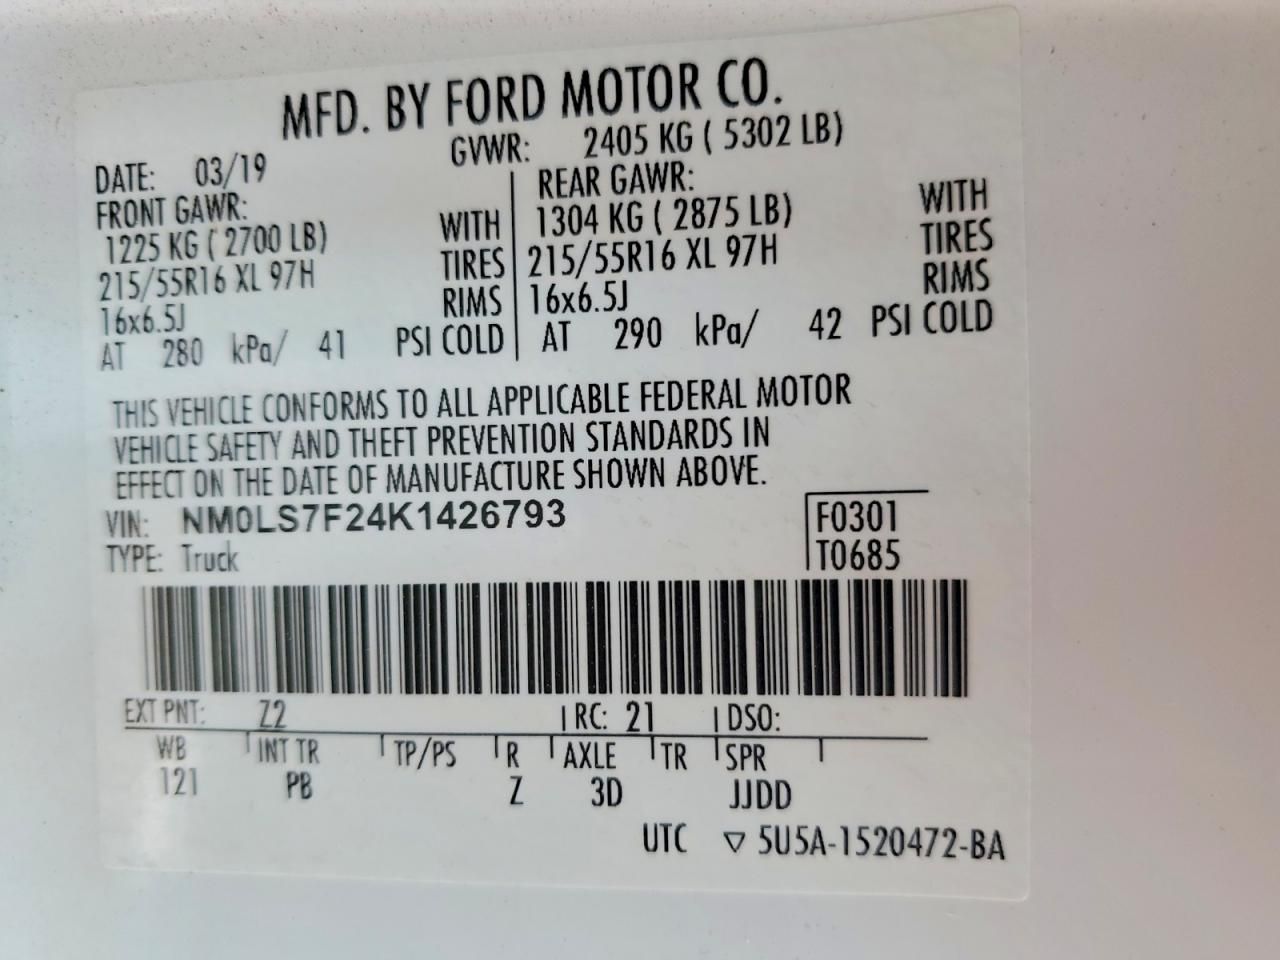 MFD. BY FORD MOTOR CO.
DATE: 03/19 GVWR: 2405 KG ( 5302 LB)
FRONT GAWR: REAR GAWR:
1225 KG ( 2700 LB) WITH 1304 KG ( 2875 LB) WITH
215/55R16 XL 97H TIRES 215/55R16 XL 97H TIRES
16x6.5J RIMS 16x6.5J RIMS
AT 280 kPa/ 41 PSI COLD AT 290 kPa/ 42 PSI COLD
THIS VEHICLE CONFORMS TO ALL APPLICABLE FEDERAL MOTOR
VEHICLE SAFETY AND THEFT PREVENTION STANDARDS IN
EFFECT ON THE DATE OF MANUFACTURE SHOWN ABOVE.
VIN: NM0LS7F24K1426793 F0301
TYPE: Truck T0685
EXT PNT: Z2 RC: 21 DSO:
WB INT TR TP/PS R AXLE TR SPR
121 PB Z 3D JJDD
UTC ▽ 5U5A-1520472-BA